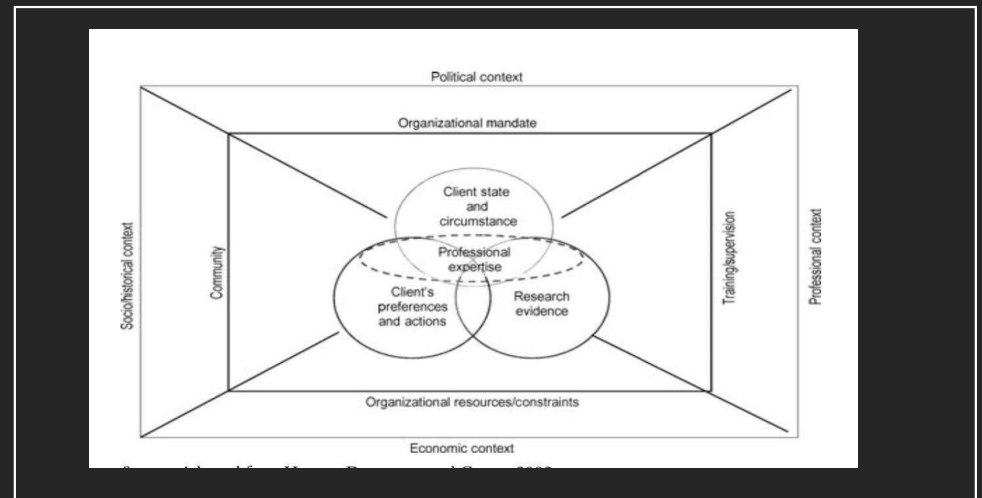 Political context
Organizational mandate
Client state
and
circumstance
Professional
expertise
Client's
preferences
and actions
Research
evidence
Socio/historical context
Community
Training/supervision
Professional context
Organizational resources/constraints
Economic context